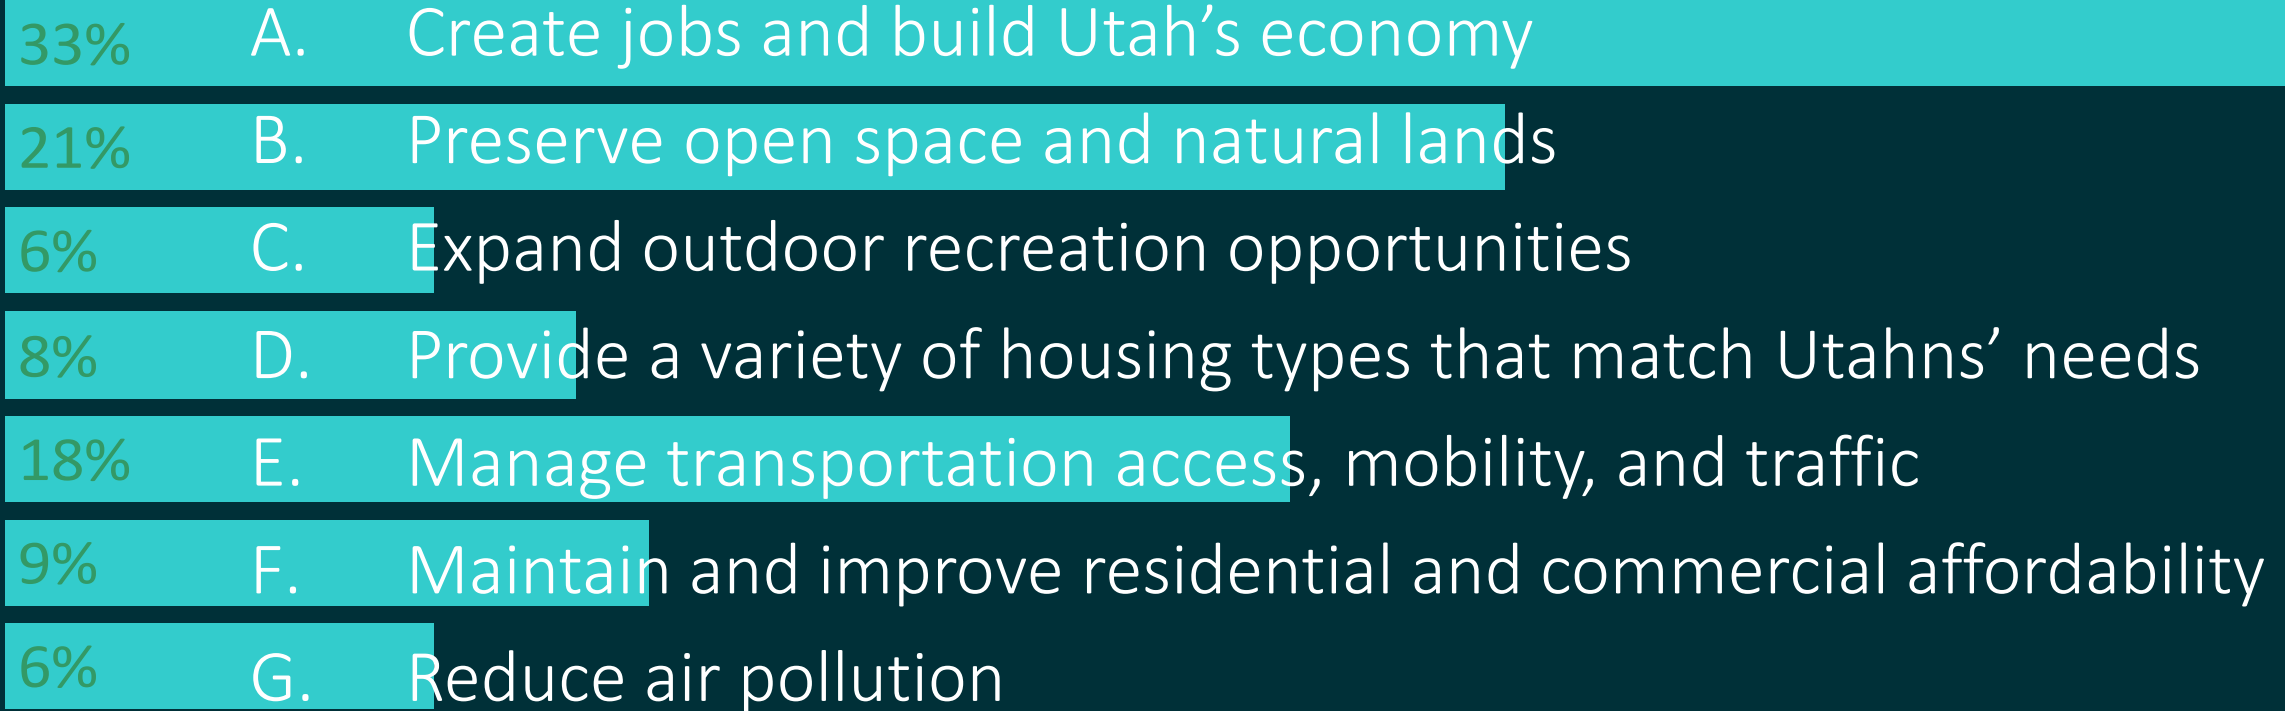 33% A. Create jobs and build Utah’s economy
21% B. Preserve open space and natural lands
6% C. Expand outdoor recreation opportunities
8% D. Provide a variety of housing types that match Utahns’ needs
18% E. Manage transportation access, mobility, and traffic
9% F. Maintain and improve residential and commercial affordability
6% G. Reduce air pollution